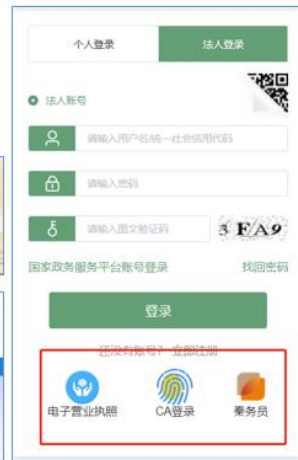 个人登录
法人登录
法人账号
请输入用户名/统一社会信用代码
请输入密码
请输入图文验证码
3 FA9
国家政务服务平台账号登录
找回密码
登录
还没有账号? 立即注册
电子营业执照
CA登录
秦务员